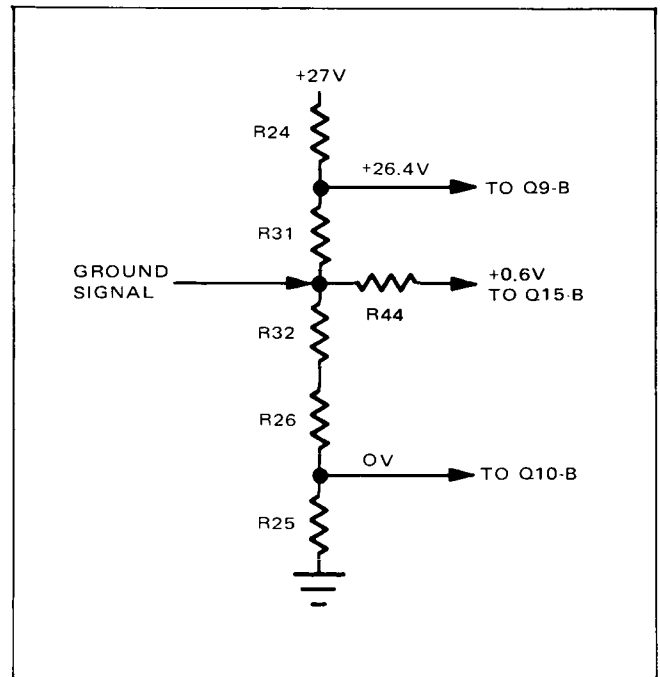 +27V
R24
+26.4V
TO Q9-B
R31
GROUND
SIGNAL
+0.6V
TO Q15-B
R44
R32
R26
0V
TO Q10-B
R25